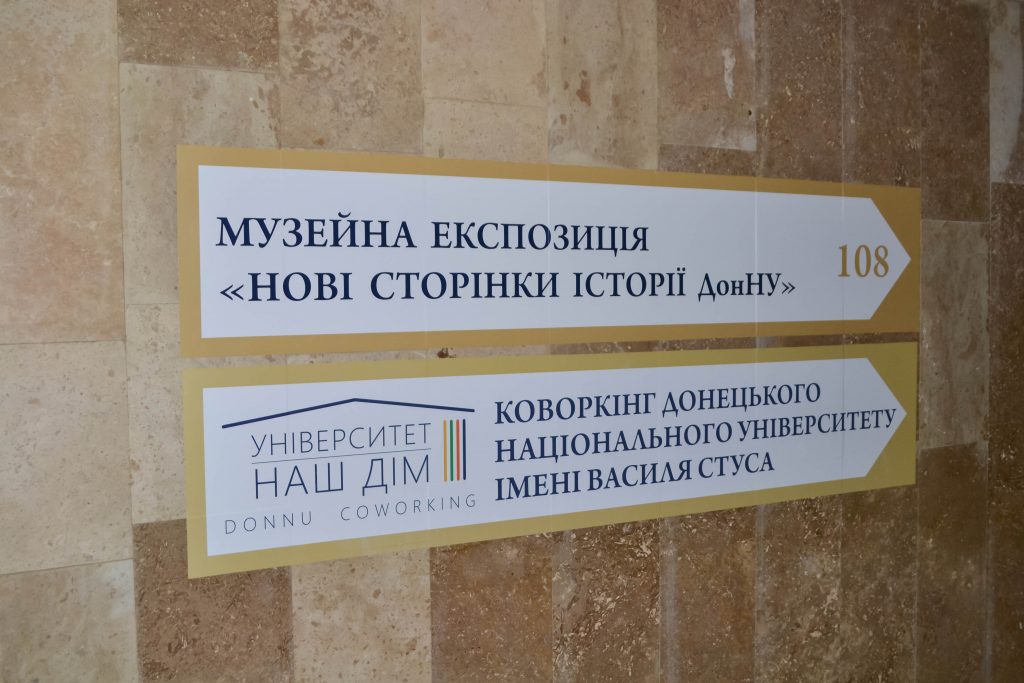 МУЗЕЙНА ЕКСПОЗИЦІЯ
«НОВІ СТОРІНКИ ІСТОРІЇ ДонНУ»
108
УНІВЕРСИТЕТ
НАШ ДІМ
DONNU COWORKING
КОВОРКІНГ ДОНЕЦЬКОГО
НАЦІОНАЛЬНОГО УНІВЕРСИТЕТУ
ІМЕНІ ВАСИЛЯ СТУСА